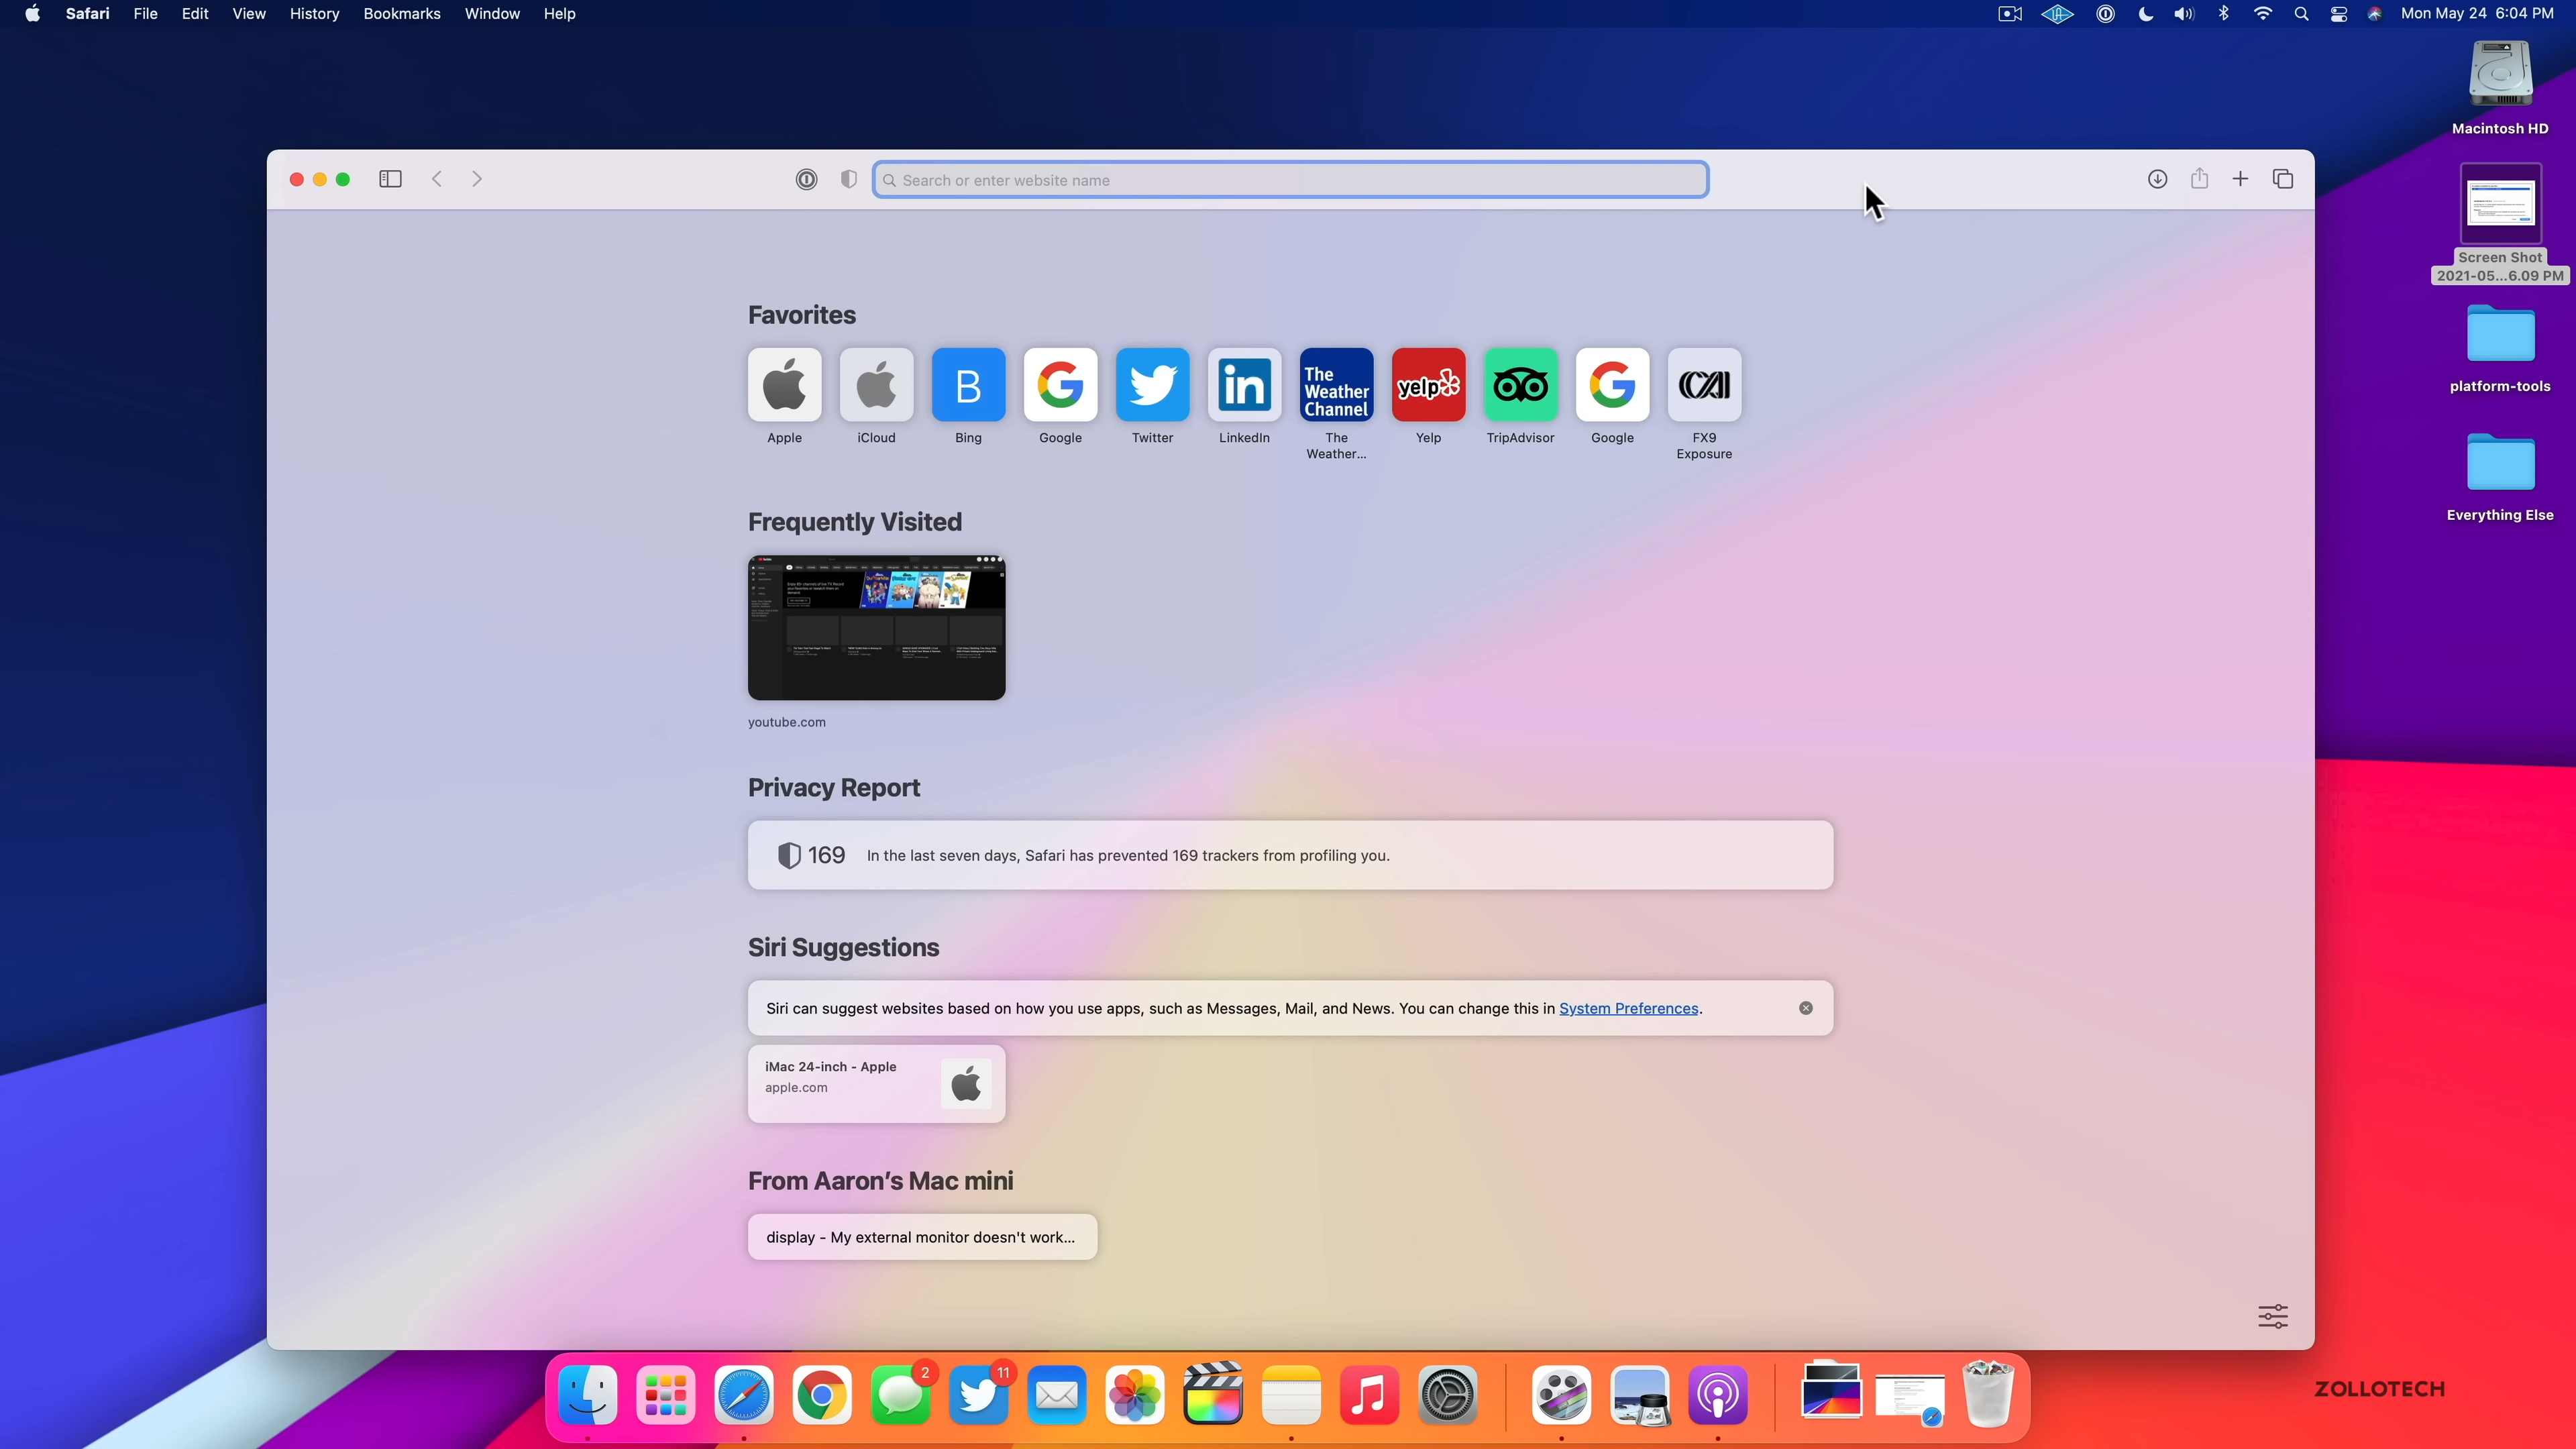 Safari File Edit View History Bookmarks Window Help
Mon May 24 6:04 PM
Macintosh HD
Screen Shot
2021-05...6.09 PM
platform-tools
Everything Else
Search or enter website name
Favorites
B
in
The
Weather
Channel
yelp
Apple iCloud Bing Google Twitter LinkedIn The Weather... Yelp TripAdvisor Google FX9 Exposure
Frequently Visited
youtube.com
Privacy Report
169 In the last seven days, Safari has prevented 169 trackers from profiling you.
Siri Suggestions
Siri can suggest websites based on how you use apps, such as Messages, Mail, and News. You can change this in System Preferences.
iMac 24-inch - Apple
apple.com
From Aaron’s Mac mini
display - My external monitor doesn't work...
2
11
ZOLLOTECH